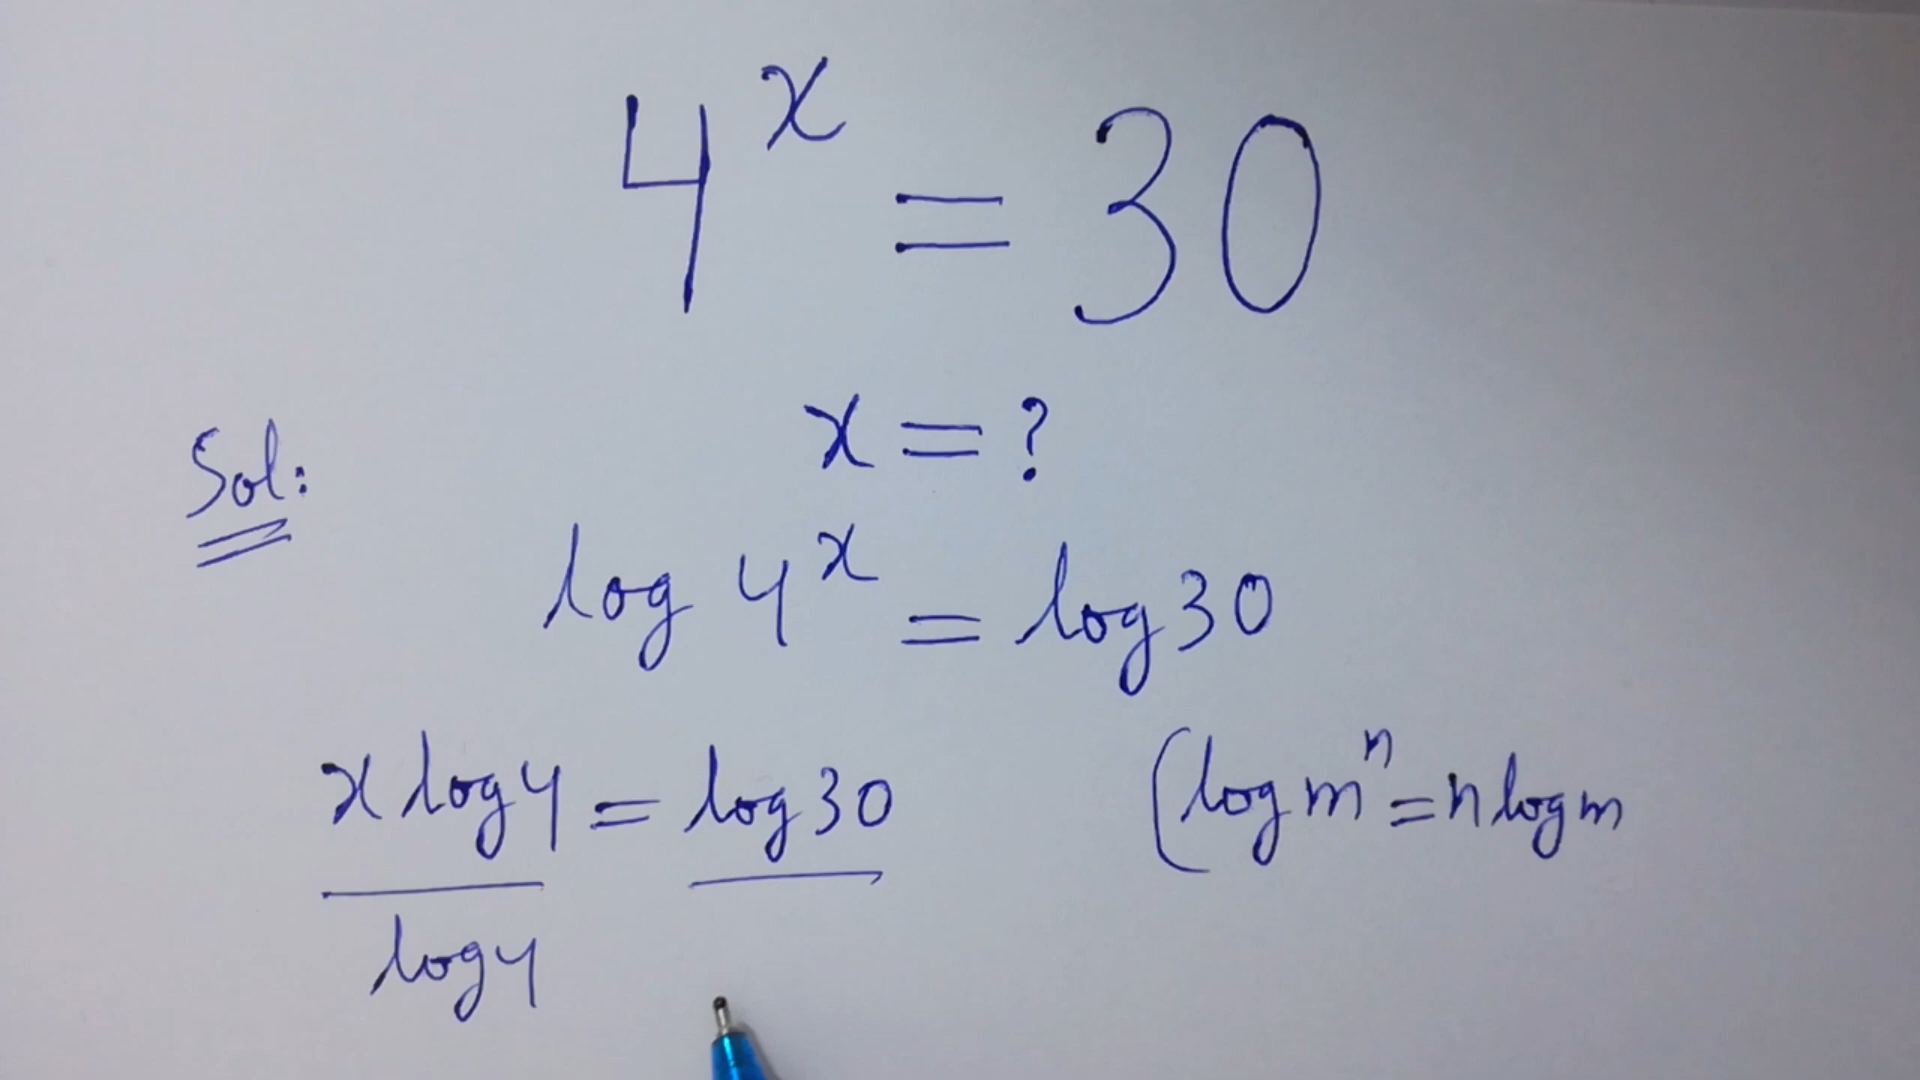 4^x = 30
x = ?
Sol:
log 4^x = log 30
x log 4 = log 30 (log m^n = n log m
log 4